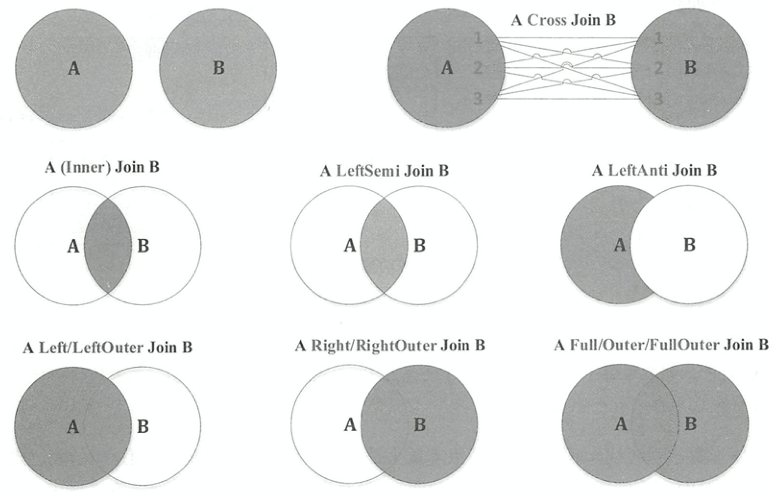 A Cross Join B
A
B
A
1
2
3
1
2
3
B
A (Inner) Join B
A LeftSemi Join B
A LeftAnti Join B
A
B
A
B
A
B
A Left/LeftOuter Join B
A Right/RightOuter Join B
A Full/Outer/FullOuter Join B
A
B
A
B
A
B